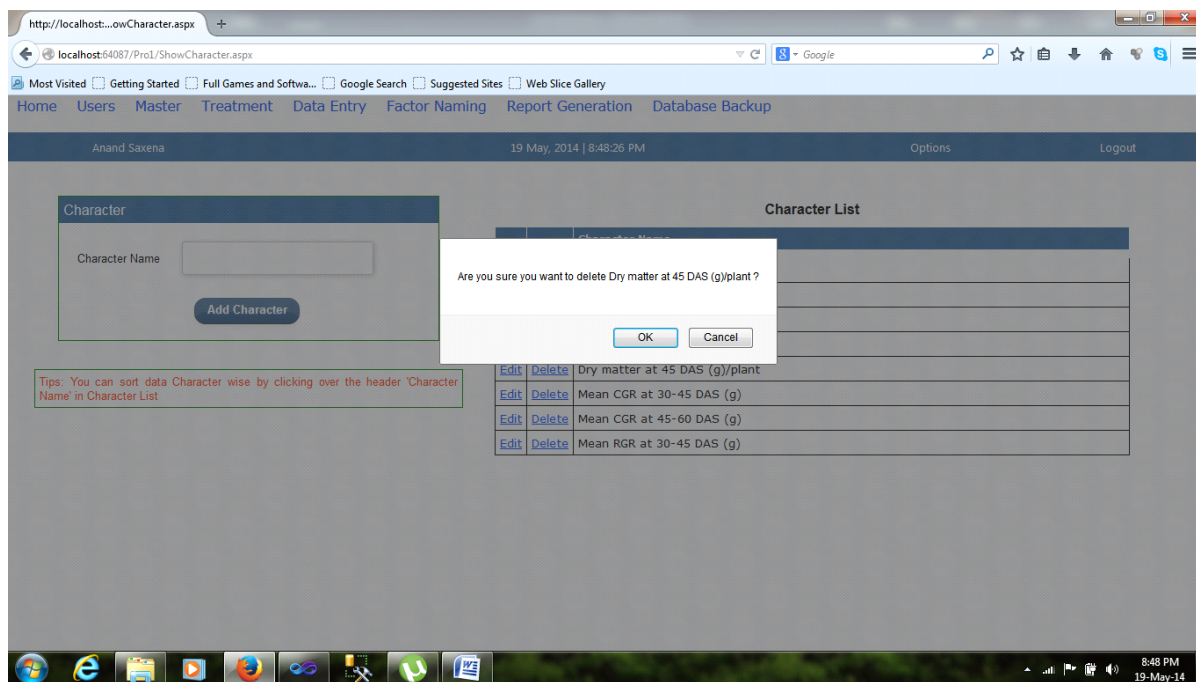 http://localhost:...owCharacter.aspx
localhost:64087/Pro1/ShowCharacter.aspx
Google
Most Visited Getting Started Full Games and Softwa... Google Search Suggested Sites Web Slice Gallery
Home Users Master Treatment Data Entry Factor Naming Report Generation Database Backup
Anand Saxena 19 May, 2014 | 8:48:26 PM Options Logout
Character
Character Name
Add Character
Tips: You can sort data Character wise by clicking over the header 'Character
Name' in Character List
Character List
Character Name
Are you sure you want to delete Dry matter at 45 DAS (g)/plant ?
OK Cancel
Edit Delete Dry matter at 45 DAS (g)/plant
Edit Delete Mean CGR at 30-45 DAS (g)
Edit Delete Mean CGR at 45-60 DAS (g)
Edit Delete Mean RGR at 30-45 DAS (g)
8:48 PM
19-May-14